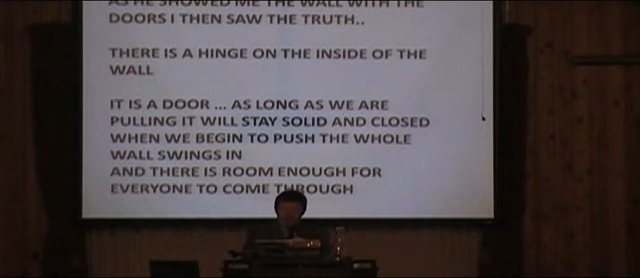 AS HE SHOWED ME THE WALL WITH THE
DOORS I THEN SAW THE TRUTH..
THERE IS A HINGE ON THE INSIDE OF THE
WALL
IT IS A DOOR ... AS LONG AS WE ARE
PULLING IT WILL STAY SOLID AND CLOSED
WHEN WE BEGIN TO PUSH THE WHOLE
WALL SWINGS IN
AND THERE IS ROOM ENOUGH FOR
EVERYONE TO COME THROUGH